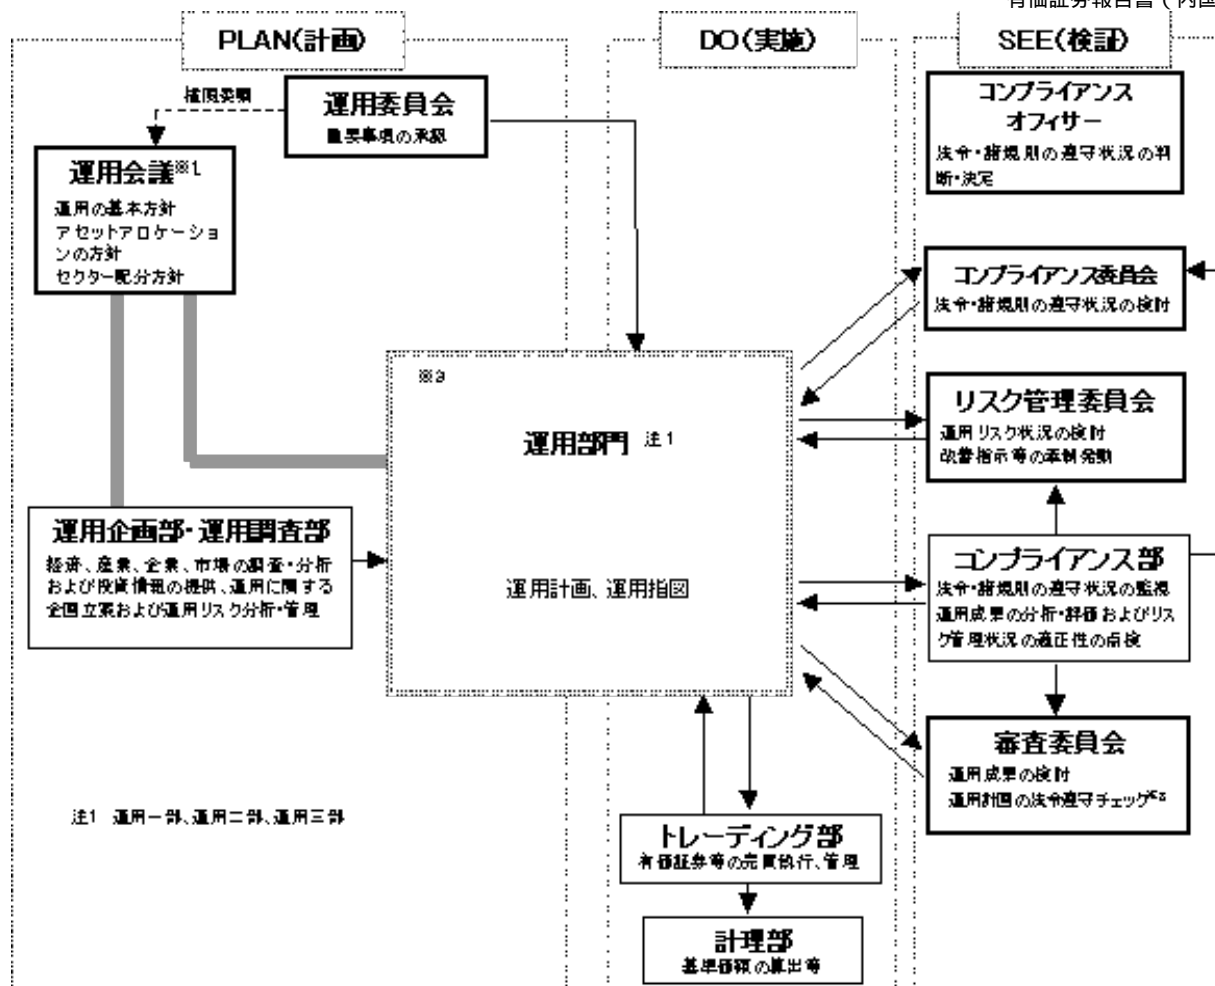 有価証券報告書(内国
PLAN(計画)
DO(実施)
SEE(検証)
権限委譲
運用委員会
重要事項の承認
運用会議※1
運用の基本方針
アセットアロケーショ
ンの方針
セクター配分方針
コンプライアンス
オフィサー
法令・諸規則の遵守状況の判
断・決定
コンプライアンス委員会
法令・諸規則の遵守状況の検討
※3
運用部門 注1
運用計画、運用指図
リスク管理委員会
運用リスク状況の検討
改善指示等の牽制発動
運用企画部・運用調査部
経済、産業、企業、市場の調査・分析
および投資情報の提供、運用に関する
企画立案および運用リスク分析・管理
コンプライアンス部
法令・諸規則の遵守状況の監視
運用成果の分析・評価およびリス
ク管理状況の適正性の点検
審査委員会
運用成果の検討
運用計画の法令遵守チェック
注1 運用一部、運用二部、運用三部
トレーディング部
有価証券等の売買執行、管理
計理部
基準価額の算出等